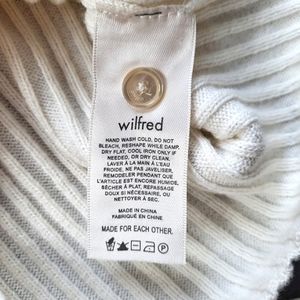 wilfred
HAND WASH COLD, DO NOT
BLEACH, RESHAPE WHILE DAMP.
DRY FLAT, COOL IRON ONLY IF
NEEDED, OR DRY CLEAN.
LAVER À LA MAIN À L'EAU
FROIDE, NE PAS JAVELISER,
REMODELER PENDANT QUE
L'ARTICLE EST ENCORE HUMIDE,
SÉCHER À PLAT, REPASSAGE
DOUX SI NÉCESSAIRE, OU
NETTOYER À SEC.
MADE IN CHINA
FABRIQUÉ EN CHINE.
MADE FOR EACH OTHER.